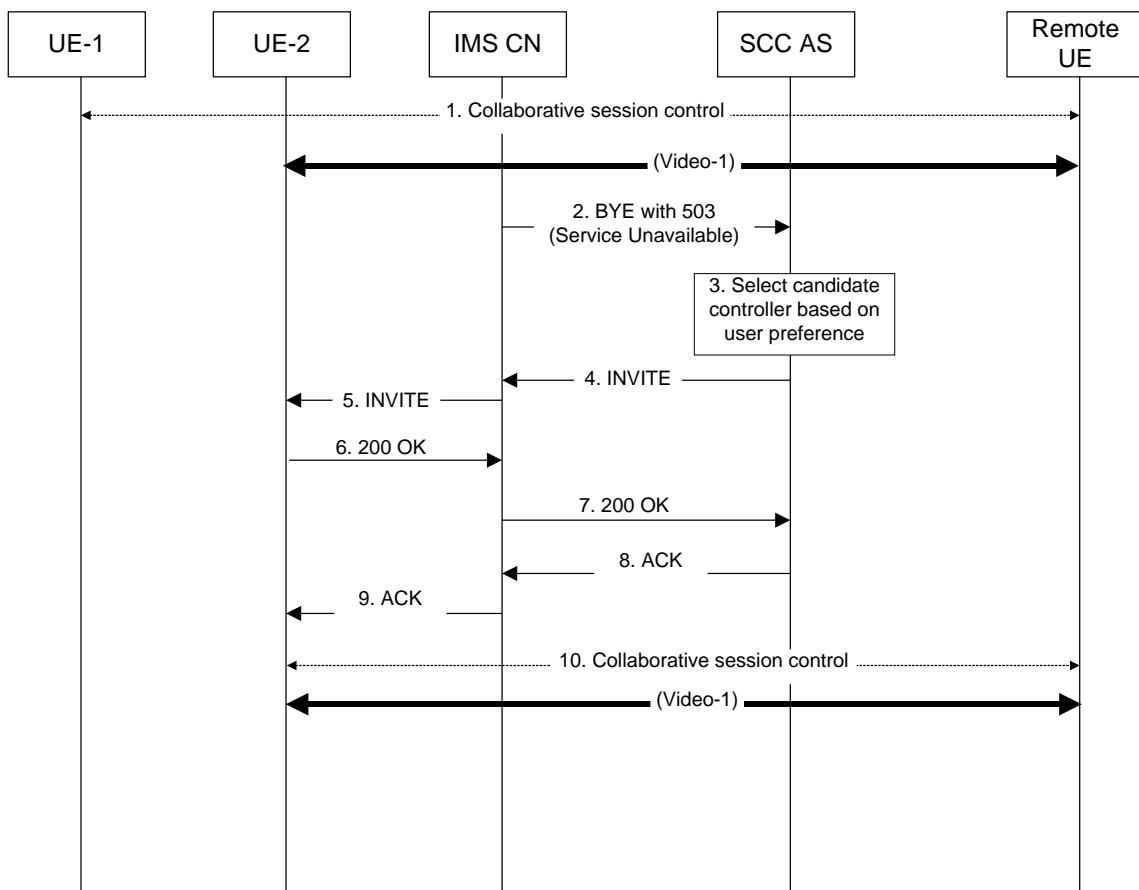 UE-1
UE-2
IMS CN
SCC AS
Remote
UE
1. Collaborative session control
(Video-1)
2. BYE with 503
(Service Unavailable)
3. Select candidate
controller based on
user preference
4. INVITE
5. INVITE
6. 200 OK
7. 200 OK
8. ACK
9. ACK
10. Collaborative session control
(Video-1)